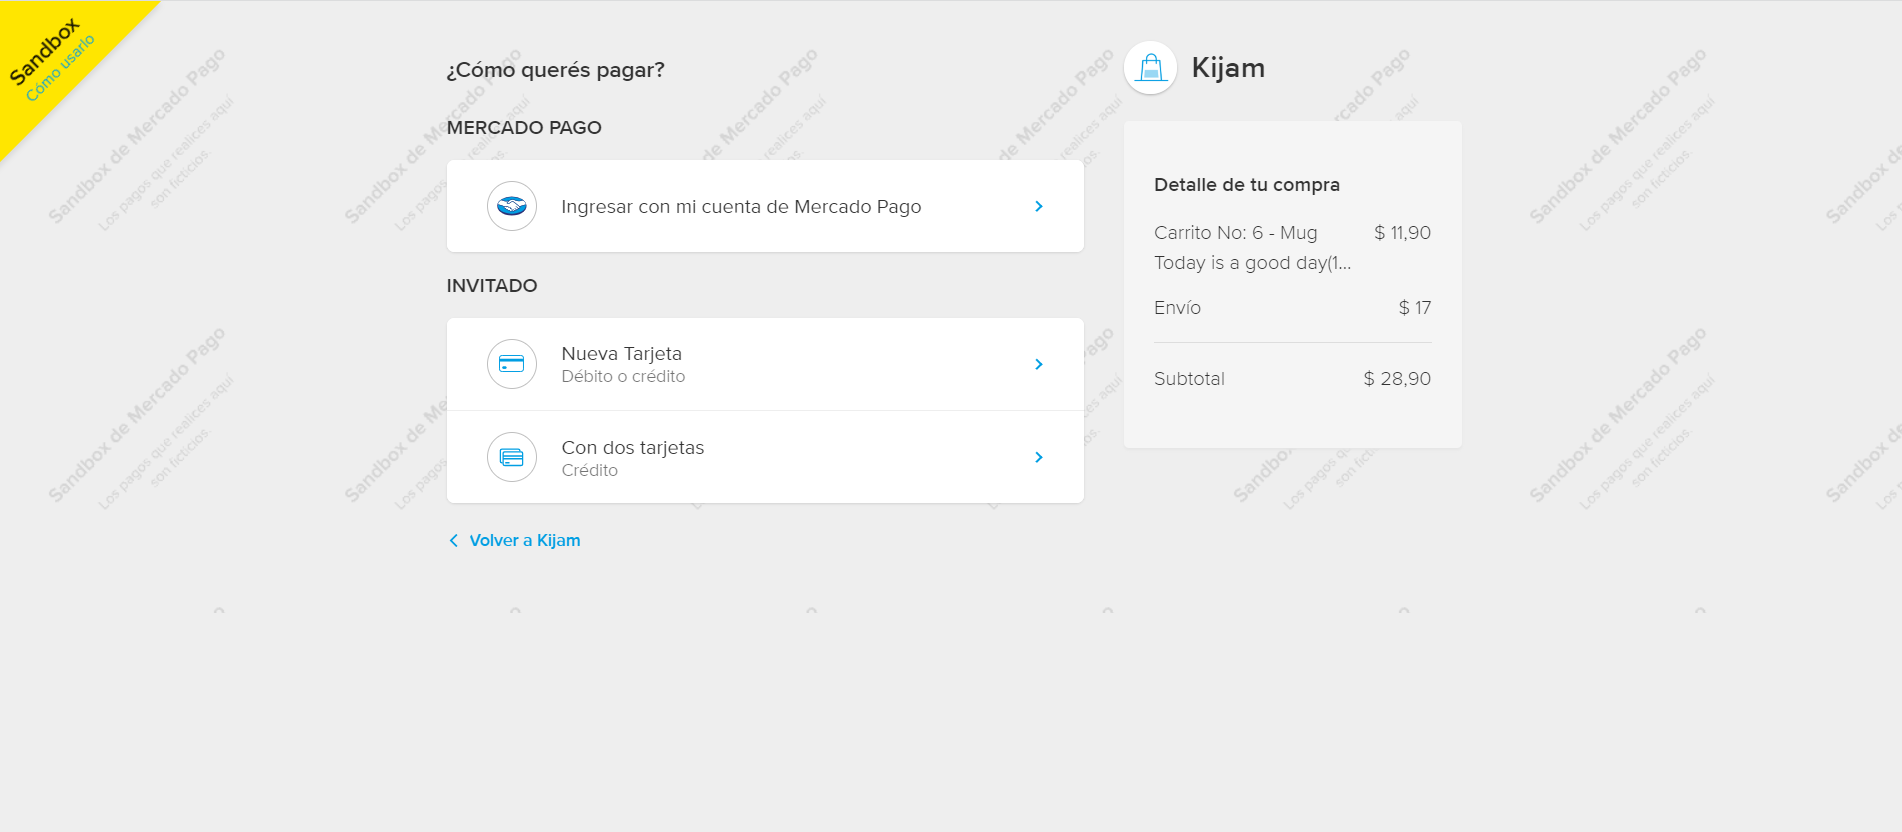 Sandbox
Cómo usarlo
¿Cómo querés pagar?
MERCADO PAGO
Ingresar con mi cuenta de Mercado Pago
INVITADO
Nueva Tarjeta
Débito o crédito
Con dos tarjetas
Crédito
Volver a Kijam
Kijam
Detalle de tu compra
Carrito No: 6 - Mug $ 11,90
Today is a good day(1...
Envío $ 17
Subtotal $ 28,90
Sandbox de Mercado Pago
Los pagos que realices aquí
son ficticios.